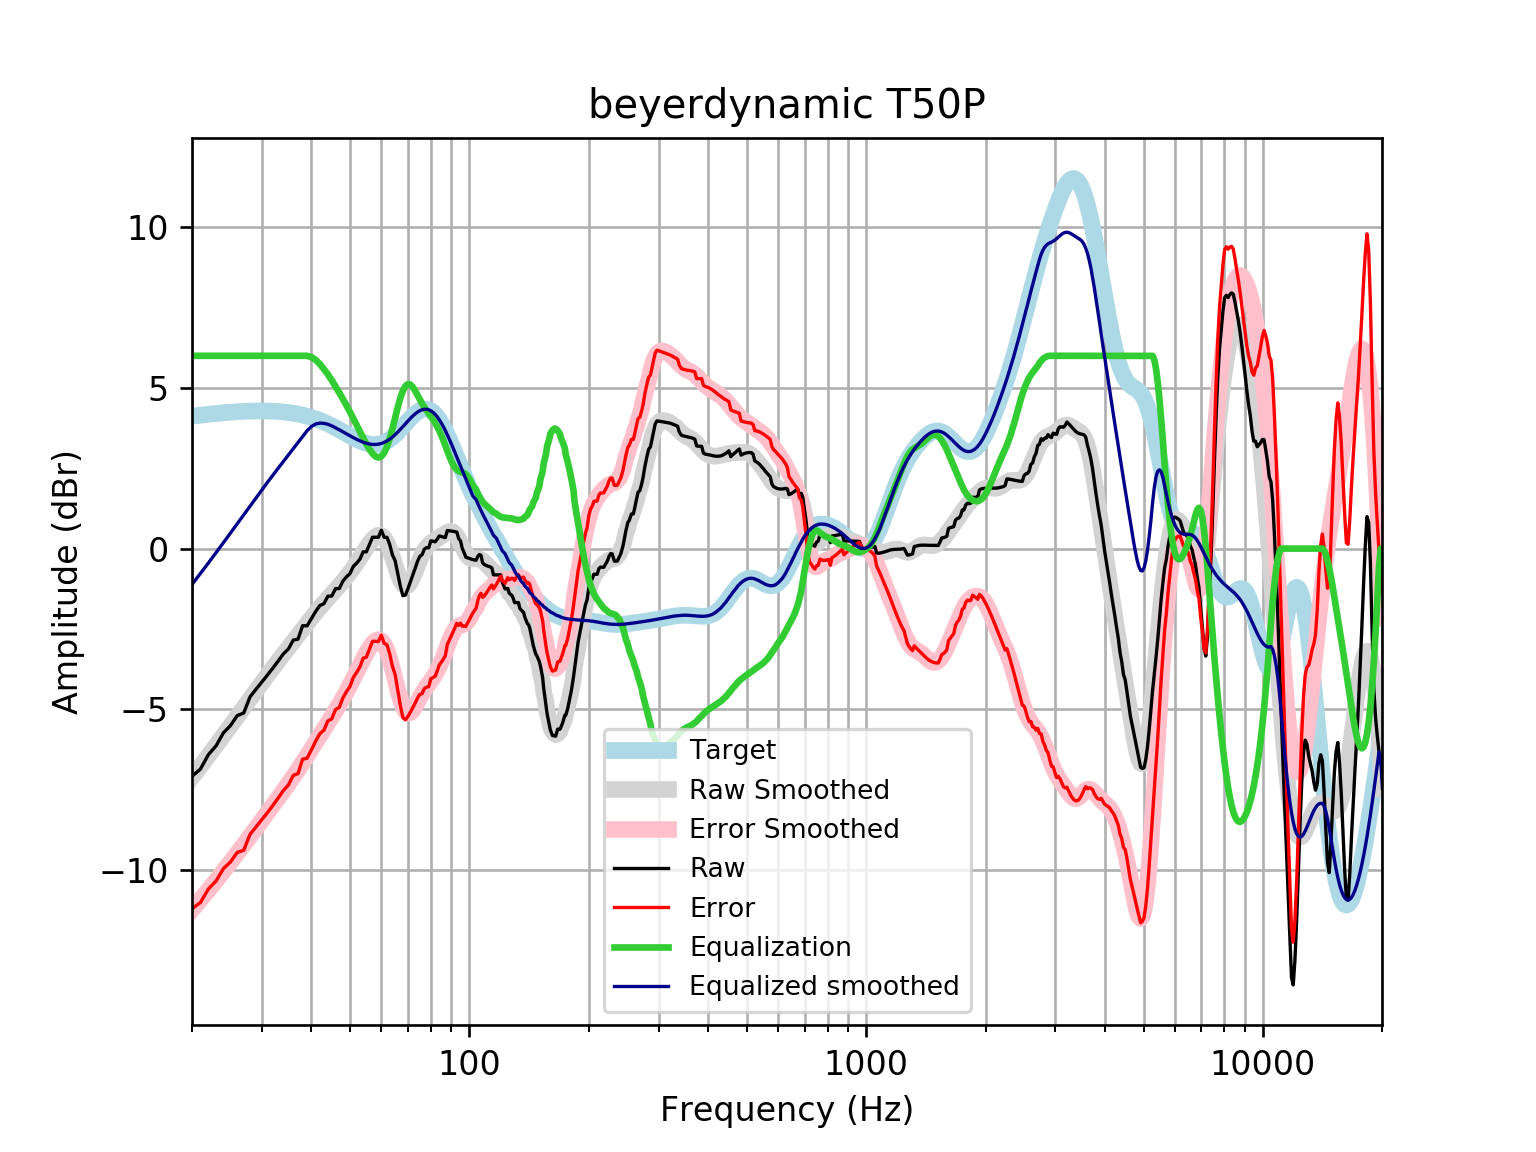 beyerdynamic T50P
Amplitude (dBr)
10
5
0
−5
−10
Target
Raw Smoothed
Error Smoothed
Raw
Error
Equalization
Equalized smoothed
100
1000
10000
Frequency (Hz)